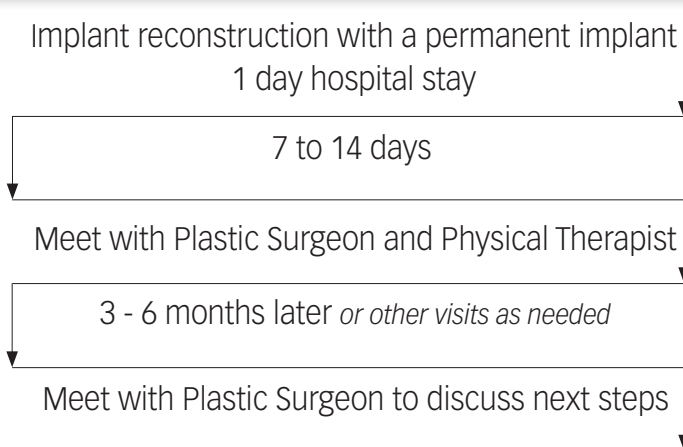 Implant reconstruction with a permanent implant
1 day hospital stay
7 to 14 days
Meet with Plastic Surgeon and Physical Therapist
3 - 6 months later or other visits as needed
Meet with Plastic Surgeon to discuss next steps